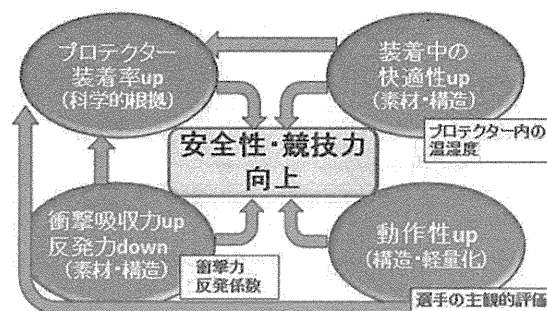 プロテクター
装着率up
(科学的根拠)
装着中の
快適性up
(素材・構造)
プロテクター内の
温湿度
安全性・競技力
向上
衝撃吸収力up
反発力down
(素材・構造)
衝撃力
反発係数
動作性up
(構造・軽量化)
選手の主観的評価